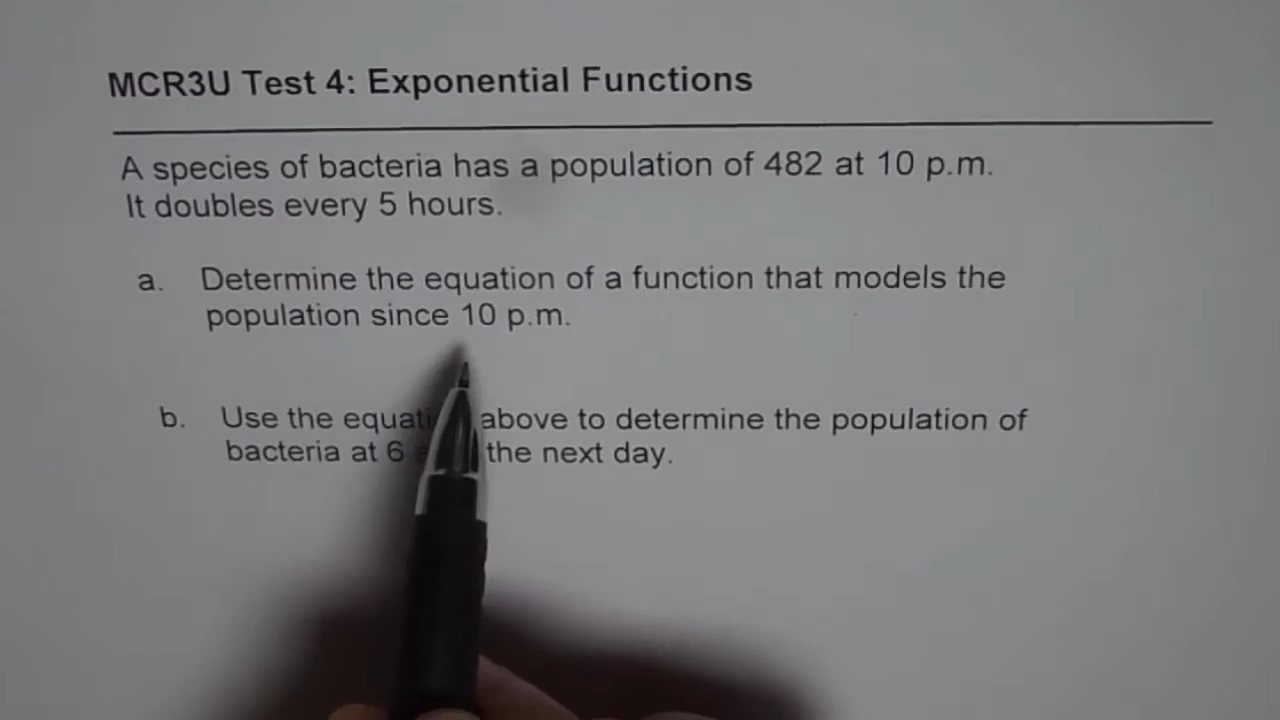 MCR3U Test 4: Exponential Functions
A species of bacteria has a population of 482 at 10 p.m.
It doubles every 5 hours.
a. Determine the equation of a function that models the
population since 10 p.m.
b. Use the above to determine the population of
bacteria at 6 the next day.